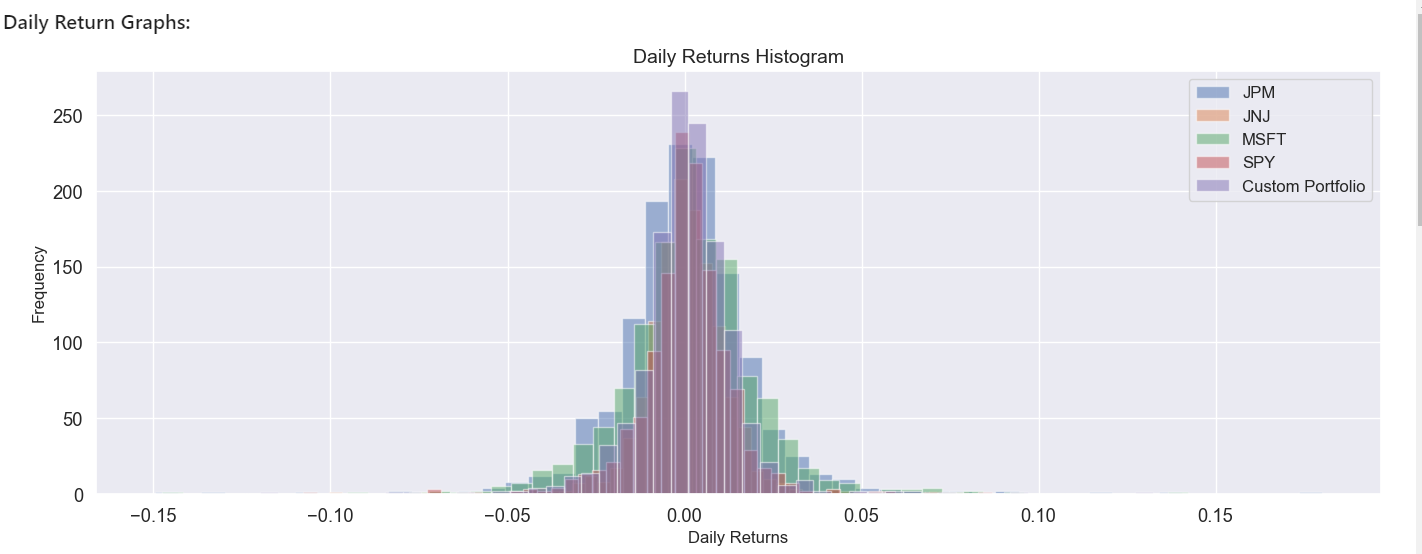 Daily Return Graphs:
Daily Returns Histogram
JPM
JNJ
MSFT
SPY
Custom Portfolio
Frequency
250
200
150
100
50
0
−0.15 −0.10 −0.05 0.00 0.05 0.10 0.15
Daily Returns